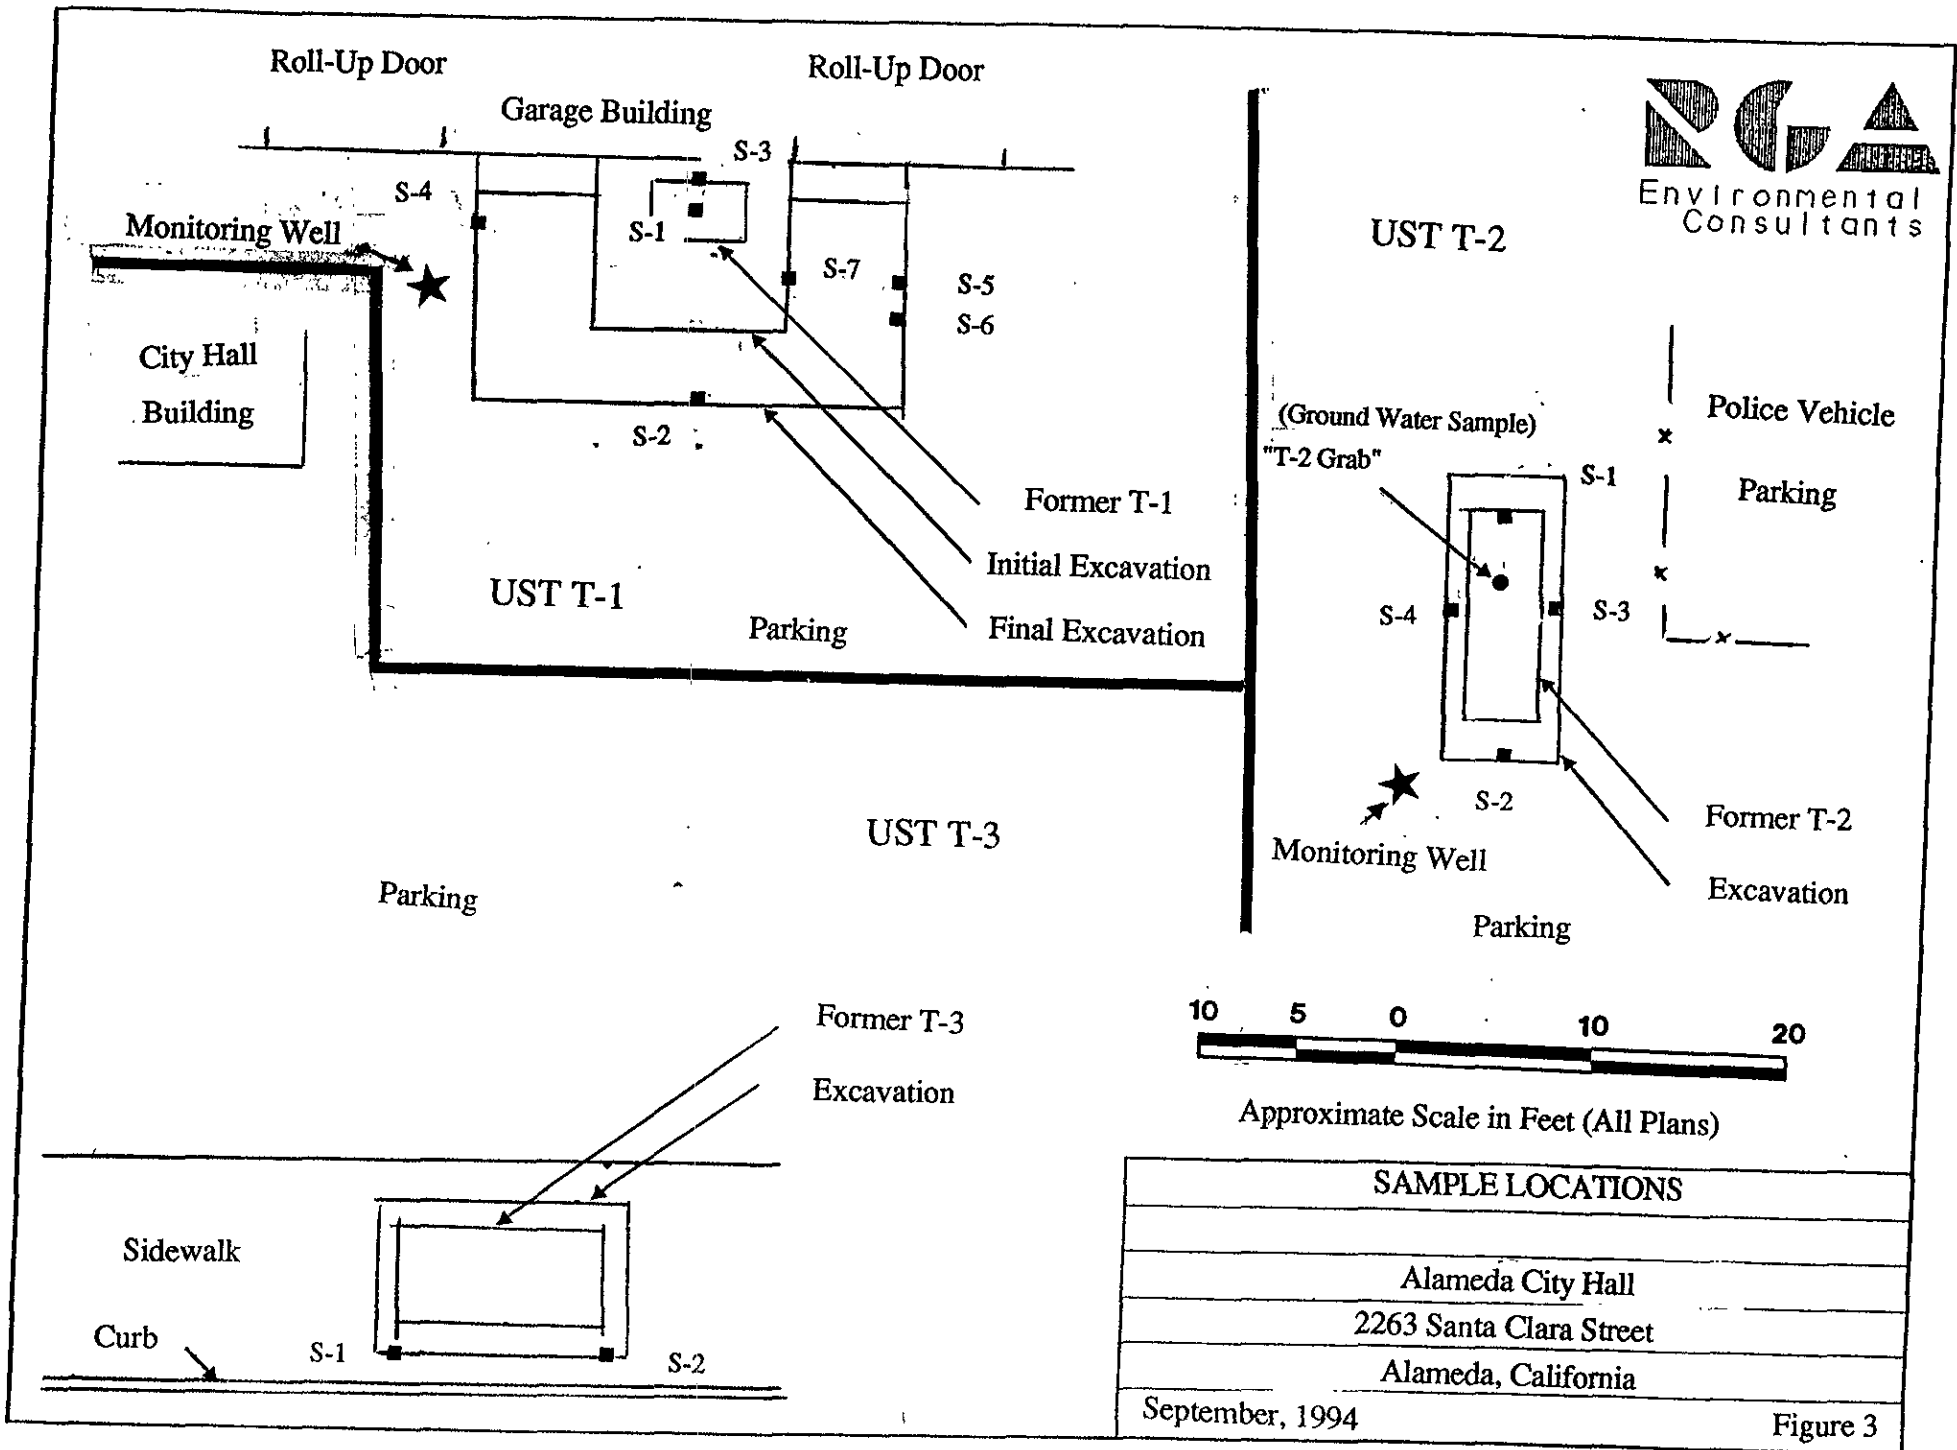 Roll-Up Door
Roll-Up Door
Garage Building
S-3
S-4
Monitoring Well
S-1
S-7
S-5
S-6
City Hall
Building
S-2
Former T-1
Initial Excavation
UST T-1
Parking
Final Excavation
RGA
Environmental
Consultants
UST T-2
Police Vehicle
Parking
(Ground Water Sample)
"T-2 Grab"
S-1
S-4
S-3
S-2
Former T-2
Monitoring Well
Excavation
Parking
UST T-3
Parking
Former T-3
Excavation
Sidewalk
Curb
S-1
S-2
10 5 0 10 20
Approximate Scale in Feet (All Plans)
SAMPLE LOCATIONS
Alameda City Hall
2263 Santa Clara Street
Alameda, California
September, 1994
Figure 3